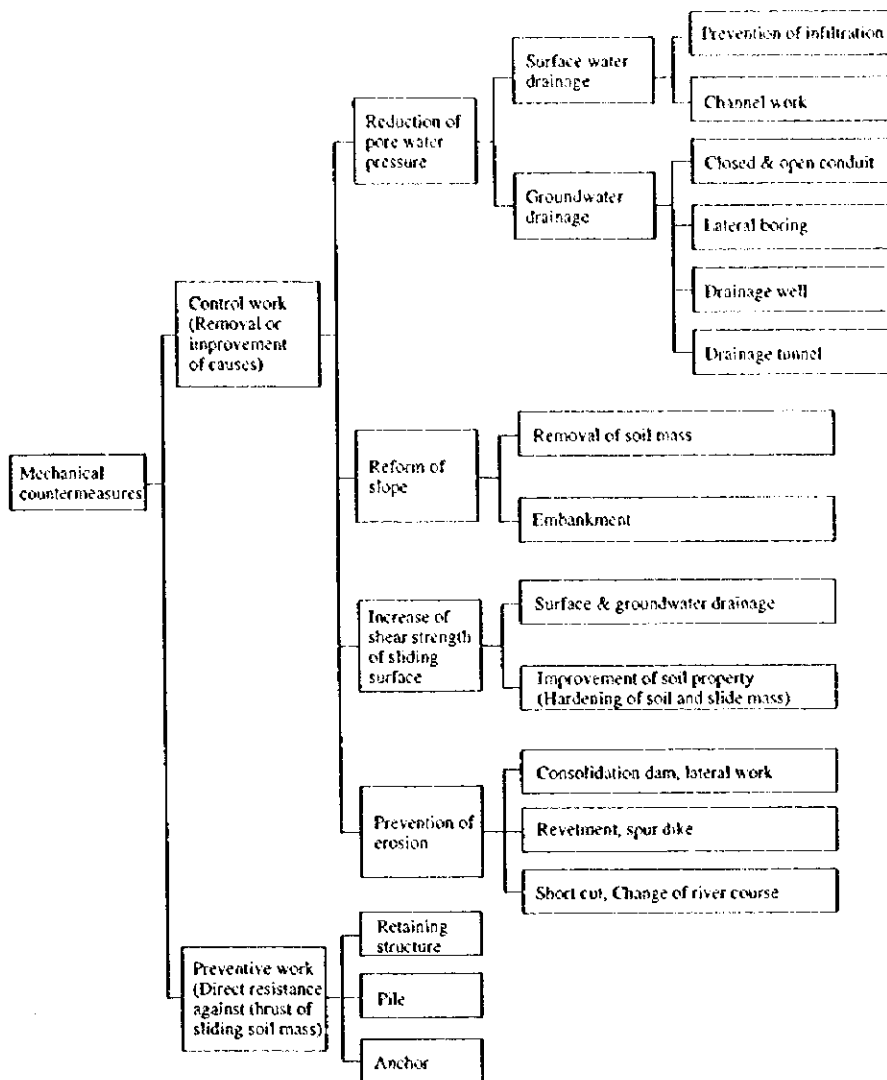 Prevention of infiltration
Surface water
drainage
Channel work
Reduction of
pore water
pressure
Closed & open conduit
Groundwater
drainage
Lateral boring
Drainage well
Drainage tunnel
Control work
(Removal or
improvement
of causes)
Removal of soil mass
Reform of
slope
Embankment
Mechanical
countermeasures
Surface & groundwater drainage
Increase of
shear strength
of sliding
surface
Improvement of soil property
(Hardening of soil and slide mass)
Consolidation dam, lateral work
Prevention of
erosion
Revetment, spur dike
Short cut, Change of river course
Retaining
structure
Preventive work
(Direct resistance
against thrust of
sliding soil mass)
Pile
Anchor